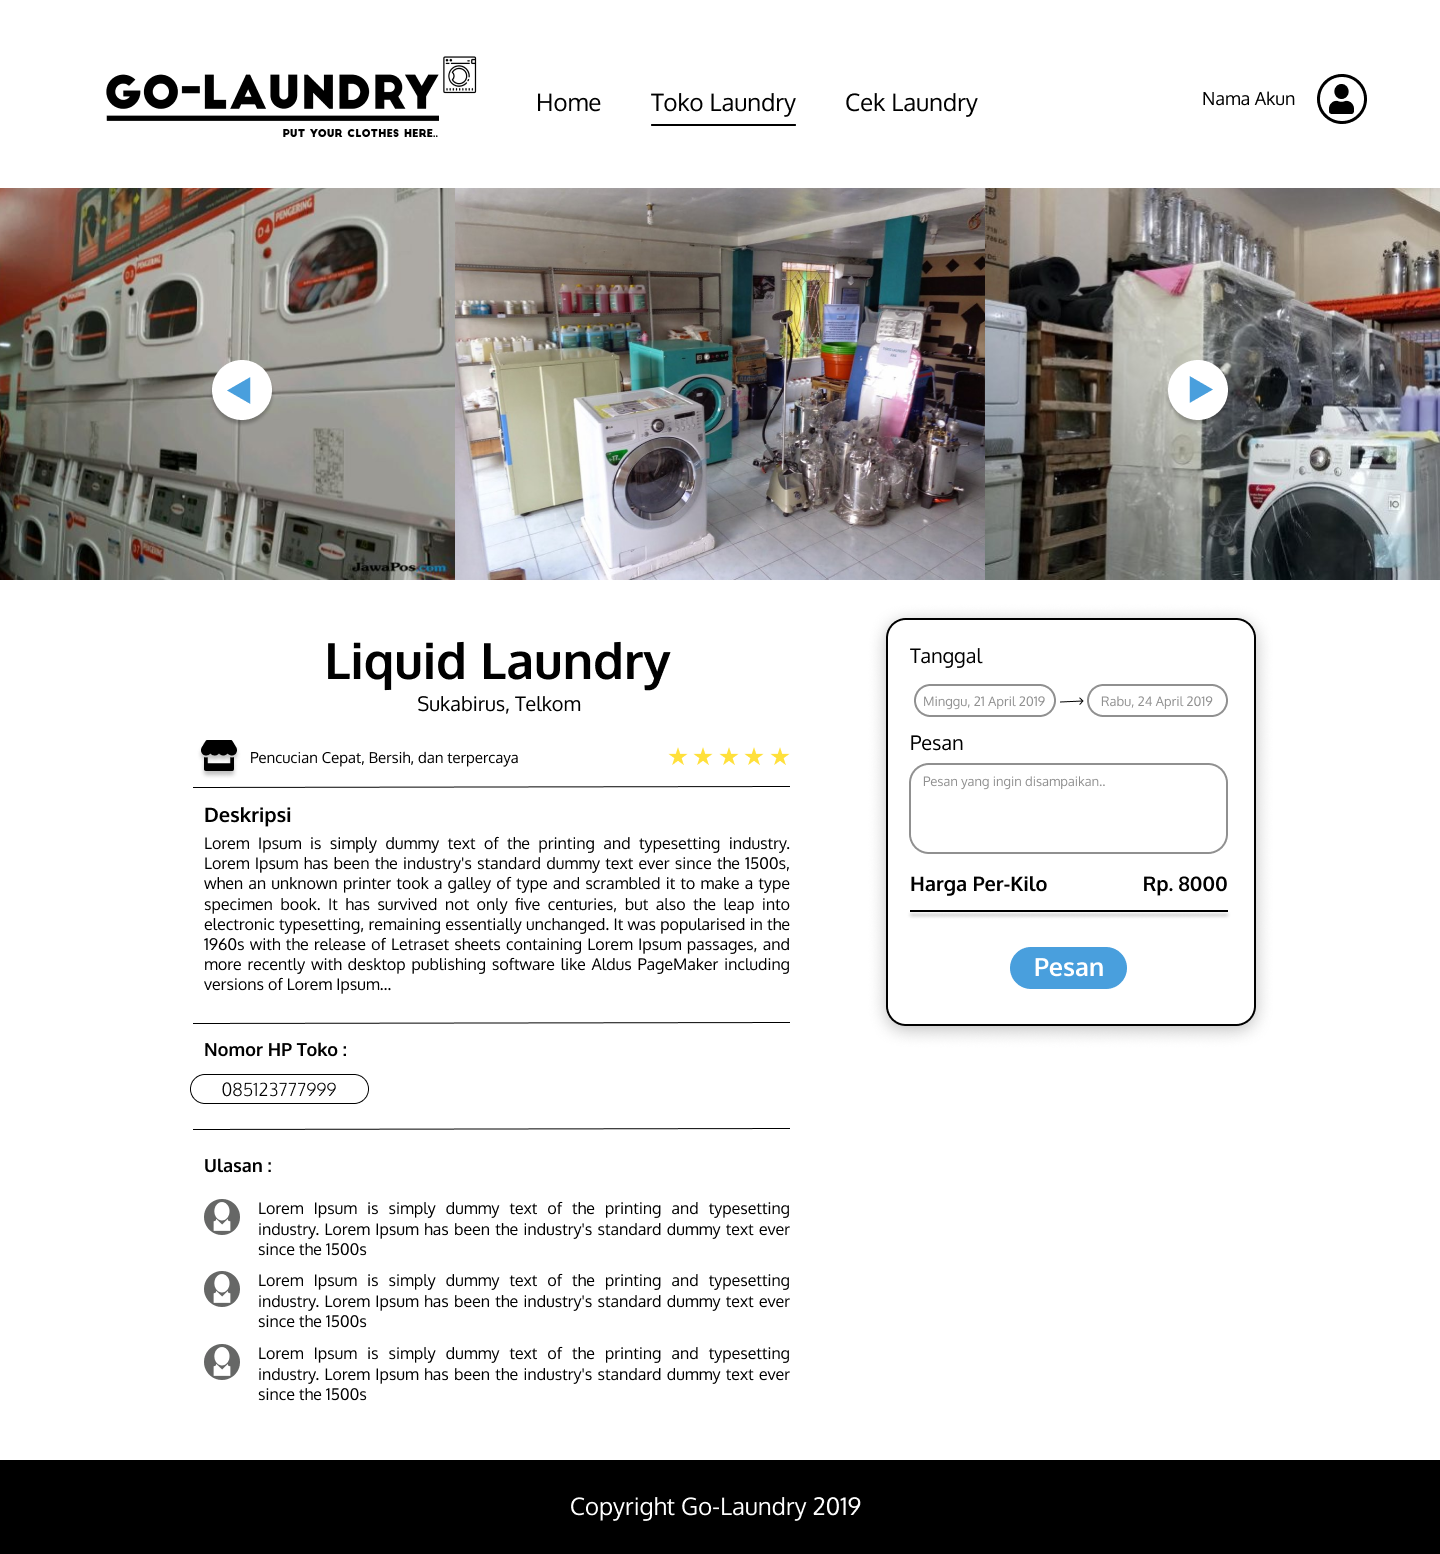 GO-LAUNDRY
PUT YOUR CLOTHES HERE..
Home
Toko Laundry
Cek Laundry
Nama Akun
D 4 PENGERING
D 3
PENGERING
JawaPos.com
LG
Liquid Laundry
Sukabirus, Telkom
Pencucian Cepat, Bersih, dan terpercaya
Deskripsi
Lorem Ipsum is simply dummy text of the printing and typesetting industry.
Lorem Ipsum has been the industry's standard dummy text ever since the 1500s,
when an unknown printer took a galley of type and scrambled it to make a type
specimen book. It has survived not only five centuries, but also the leap into
electronic typesetting, remaining essentially unchanged. It was popularised in the
1960s with the release of Letraset sheets containing Lorem Ipsum passages, and
more recently with desktop publishing software like Aldus PageMaker including
versions of Lorem Ipsum...
Nomor HP Toko :
085123777999
Ulasan :
Lorem Ipsum is simply dummy text of the printing and typesetting
industry. Lorem Ipsum has been the industry's standard dummy text ever
since the 1500s
Lorem Ipsum is simply dummy text of the printing and typesetting
industry. Lorem Ipsum has been the industry's standard dummy text ever
since the 1500s
Lorem Ipsum is simply dummy text of the printing and typesetting
industry. Lorem Ipsum has been the industry's standard dummy text ever
since the 1500s
Tanggal
Minggu, 21 April 2019
Rabu, 24 April 2019
Pesan
Pesan yang ingin disampaikan..
Harga Per-Kilo
Rp. 8000
Pesan
Copyright Go-Laundry 2019